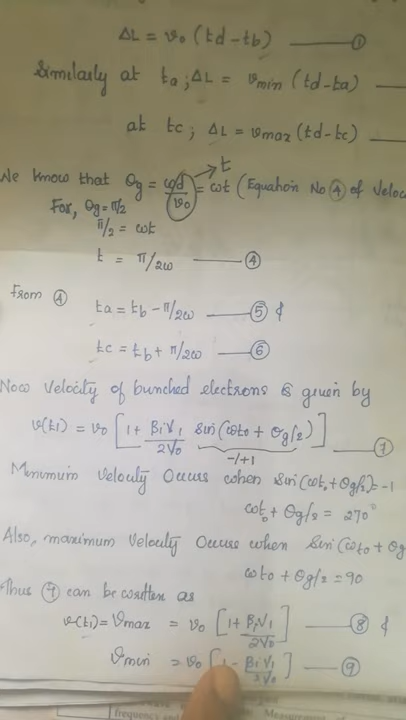 ΔL = v₀ (td - tb) ——— ①
Similarly at ta ; ΔL = vmin (td - ta) ———
at tc ; ΔL = vmax (td - tc) ———
We know that θg = ωd/v₀ = ωt (Equation No ④ of Veloc
t
For, θg = π/2
π/2 = ωt
t = π/2ω ——— ④
From ④
ta = tb - π/2ω ——— ⑤ &
tc = tb + π/2ω ——— ⑥
Now Velocity of bunched electrons is given by
v(t1) = v₀ [1 + βiV1/2V₀ sin(ωt₀ + θg/2)] ——— ⑦
-1/+1
Minimum Velocity Occurs when sin(ωt₀ + θg/2) = -1
ωt₀ + θg/2 = 270°
Also, maximum Velocity Occurs when sin(ωt₀ + θg
ωt₀ + θg/2 = 90
Thus ⑦ can be written as
v(t1) = vmax = v₀ [1 + βiV1/2V₀] ——— ⑧ &
vmin = v₀ [1 - βiV1/2V₀] ——— ⑨